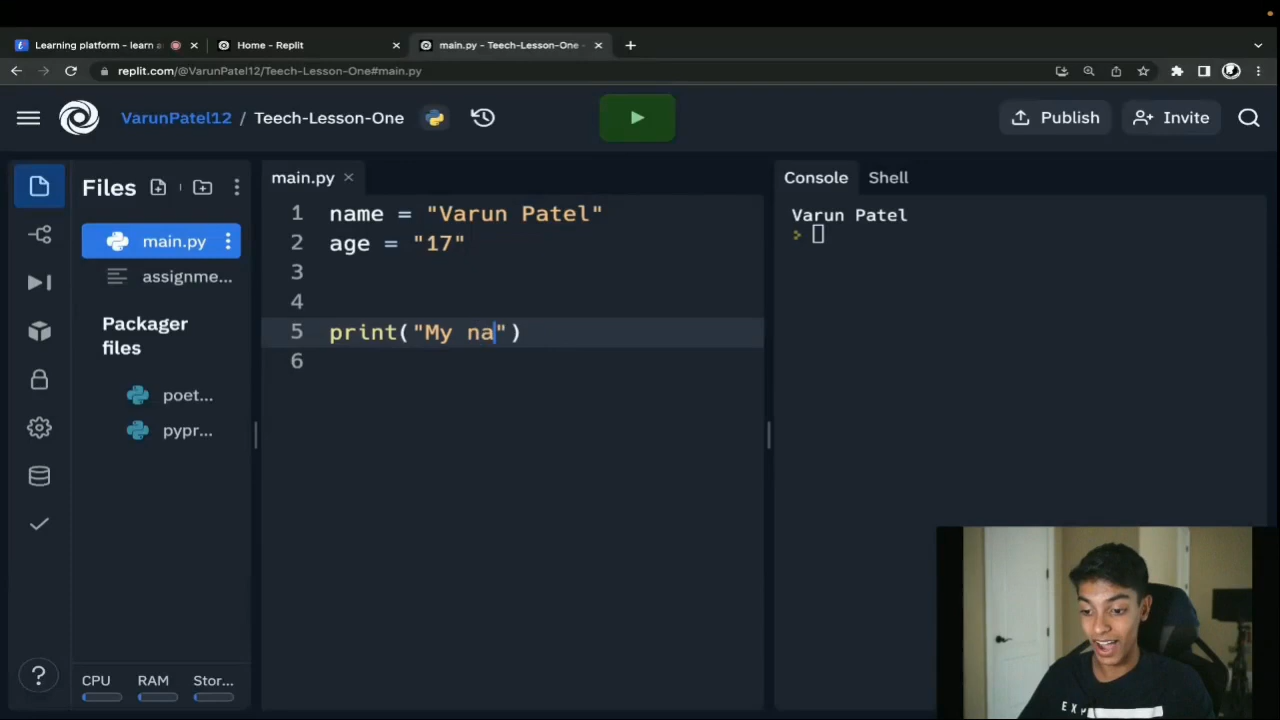 Learning platform - learn a
Home - Replit
main.py - Teech-Lesson-One -
replit.com/@VarunPatel12/Teech-Lesson-One#main.py
VarunPatel12 / Teech-Lesson-One
Publish
Invite
Files
main.py
assignme...
Packager
files
poet...
pypr...
CPU RAM Stor...
main.py
1 name = "Varun Patel"
2 age = "17"
3
4
5 print("My na")
6
Console Shell
Varun Patel
>
EXP